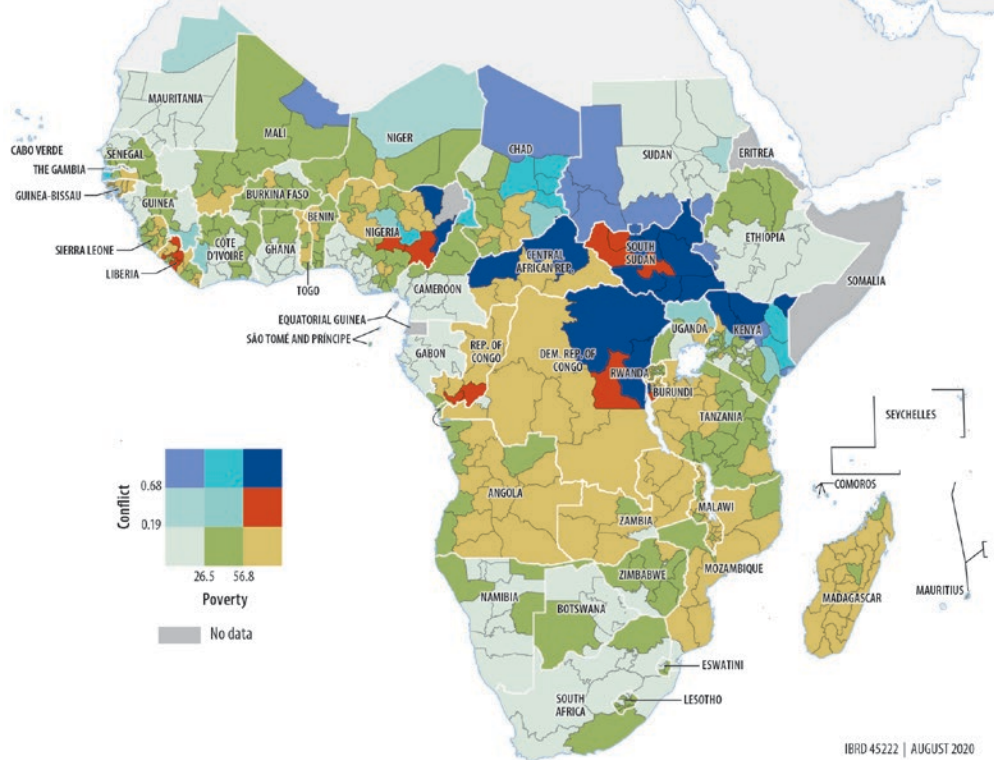 MAURITANIA
MALI
NIGER
CHAD
SUDAN
ERITREA
CABO VERDE
SENEGAL
THE GAMBIA
GUINEA-BISSAU
GUINEA
BURKINA FASO
BENIN
NIGERIA
ETHIOPIA
SIERRA LEONE
CÔTE
D'IVOIRE
GHANA
CENTRAL
AFRICAN REP.
SOUTH
SUDAN
LIBERIA
TOGO
CAMEROON
SOMALIA
EQUATORIAL GUINEA
SÃO TOMÉ AND PRÍNCIPE
UGANDA
KENYA
GABON
REP. OF
CONGO
DEM. REP. OF
CONGO
RWANDA
BURUNDI
TANZANIA
SEYCHELLES
COMOROS
ANGOLA
MALAWI
ZAMBIA
MOZAMBIQUE
ZIMBABWE
MADAGASCAR
MAURITIUS
NAMIBIA
BOTSWANA
ESWATINI
SOUTH
AFRICA
LESOTHO
Conflict
0.68
0.19
26.5 56.8
Poverty
No data
IBRD 45222 | AUGUST 2020